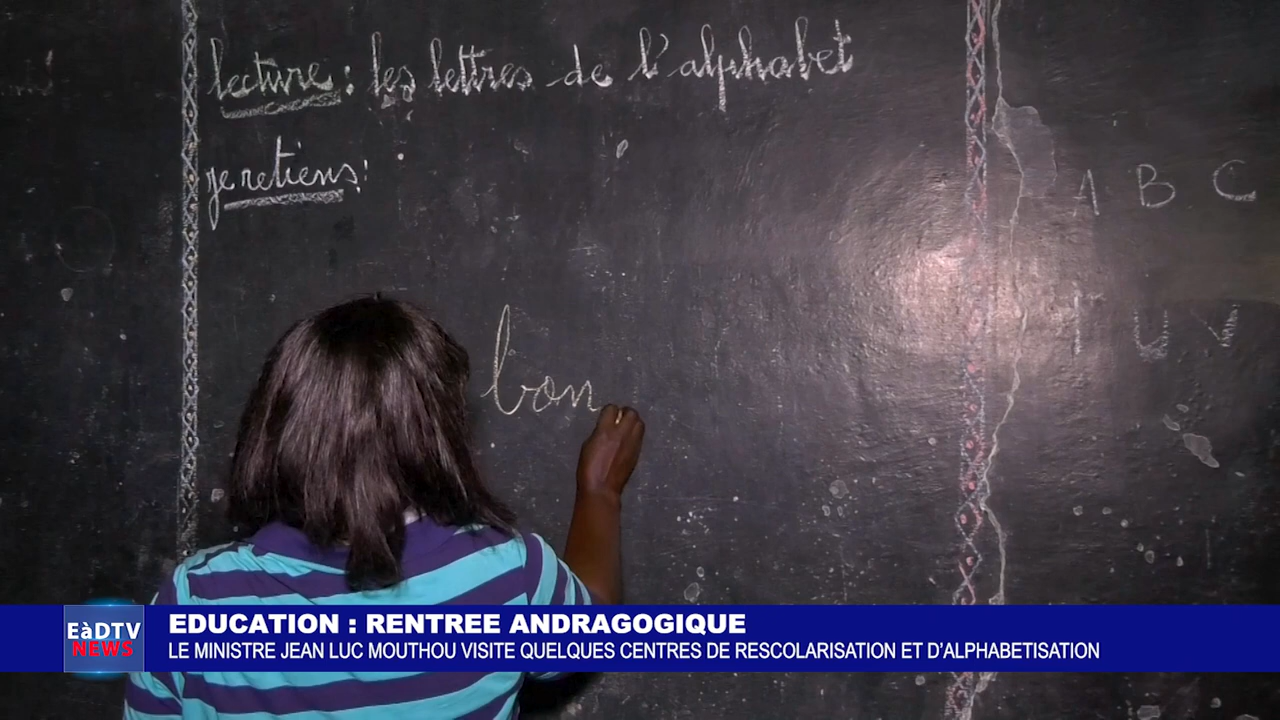 lecture : les lettres de l'alphabet
je retiens :
A B C
T U V
bon
EàDTV
NEWS
EDUCATION : RENTREE ANDRAGOGIQUE
LE MINISTRE JEAN LUC MOUTHOU VISITE QUELQUES CENTRES DE RESCOLARISATION ET D'ALPHABETISATION